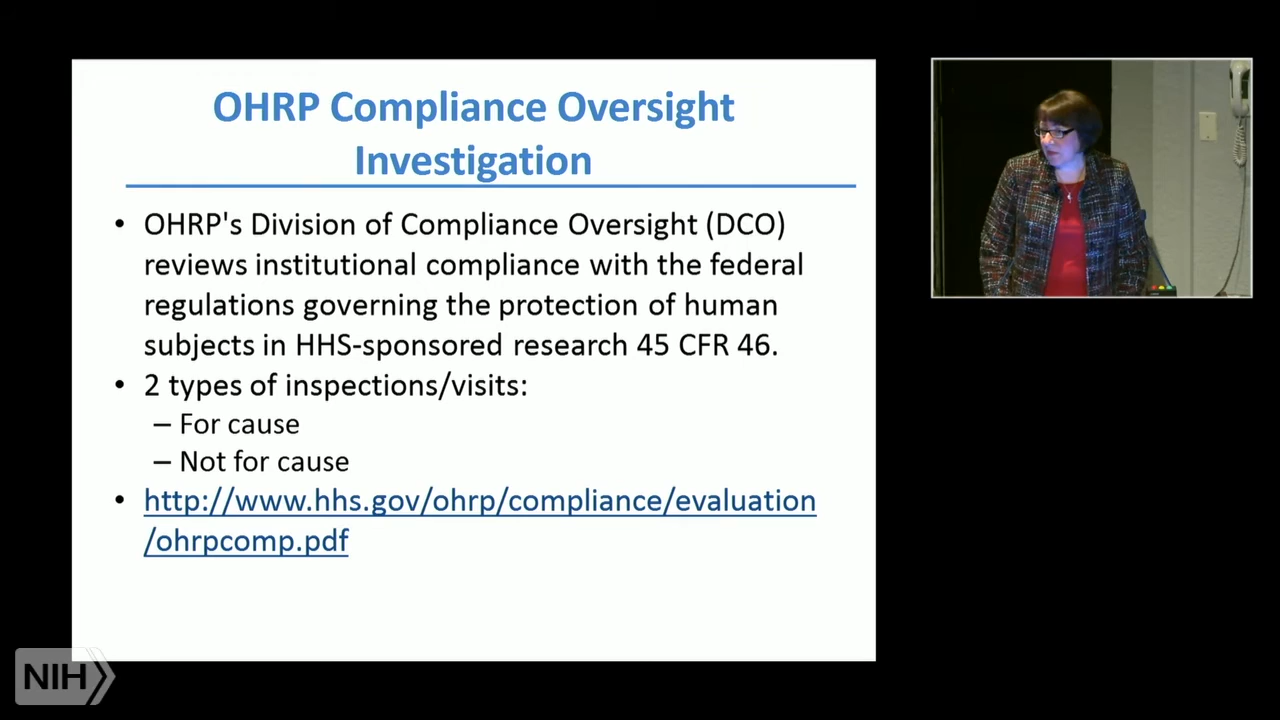 OHRP Compliance Oversight
Investigation
• OHRP's Division of Compliance Oversight (DCO)
reviews institutional compliance with the federal
regulations governing the protection of human
subjects in HHS-sponsored research 45 CFR 46.
• 2 types of inspections/visits:
– For cause
– Not for cause
• http://www.hhs.gov/ohrp/compliance/evaluation
/ohrpcomp.pdf
NIH